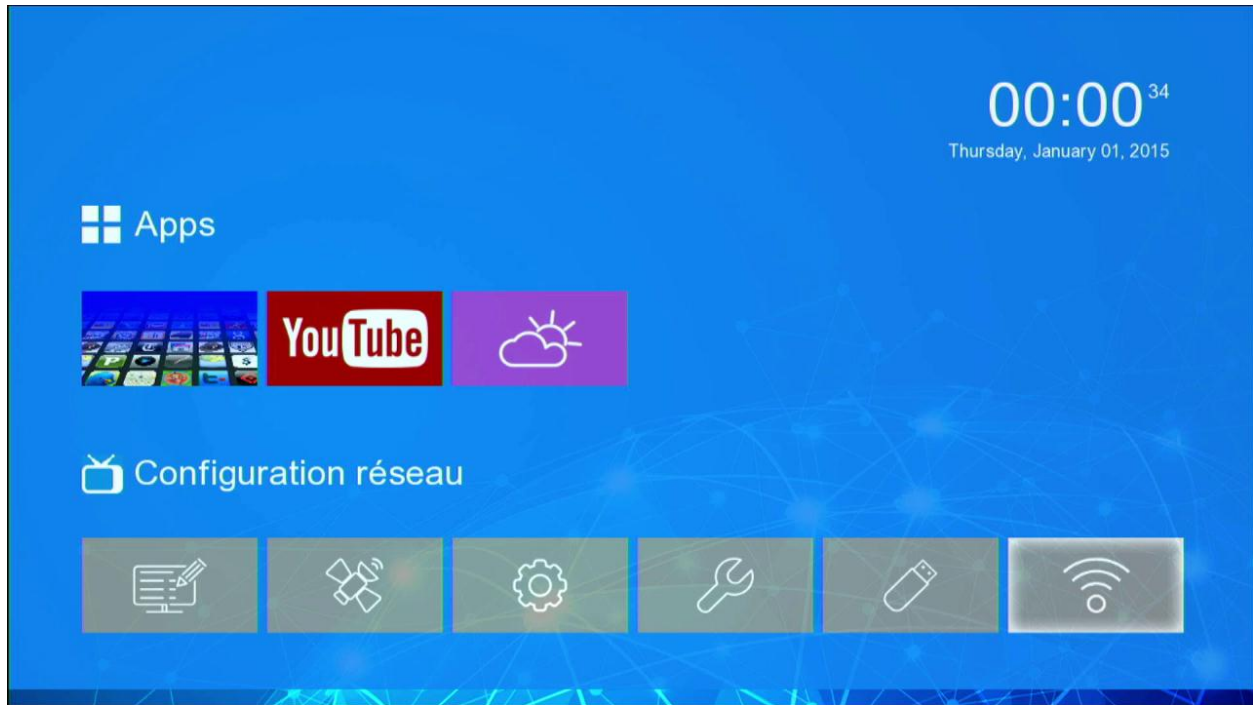 00:00 34
Thursday, January 01, 2015
Apps
YouTube
Configuration réseau